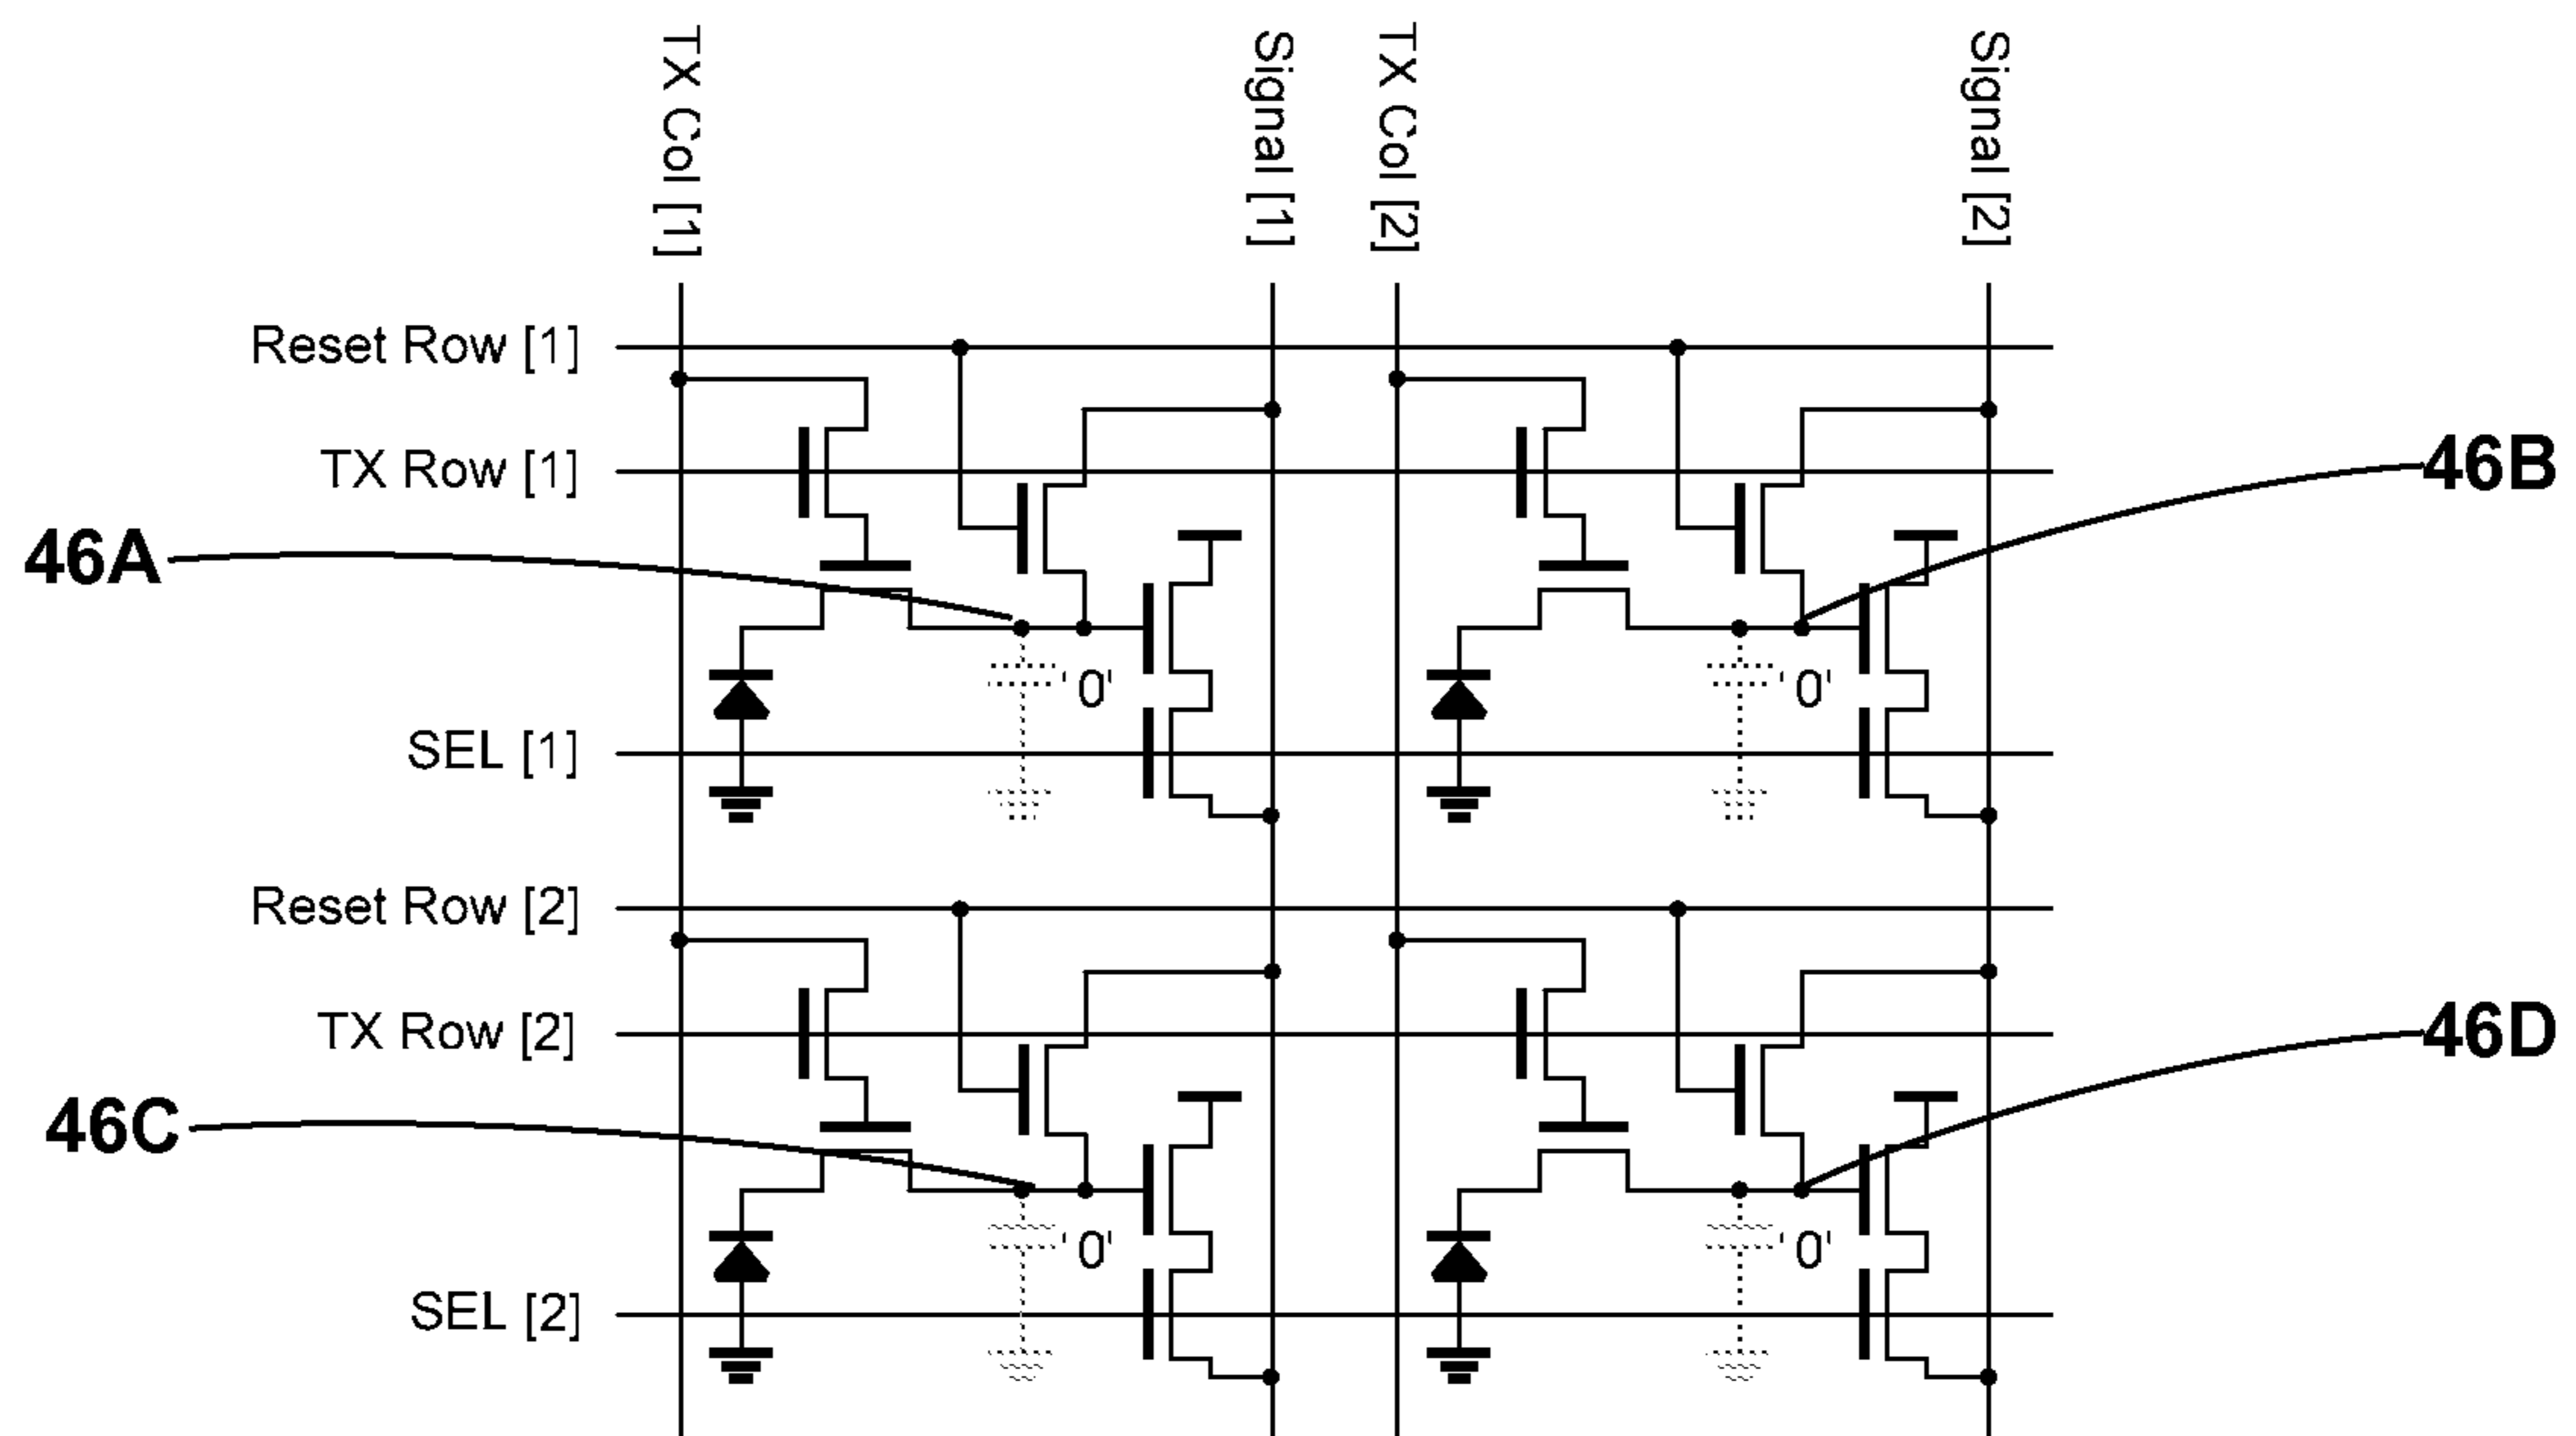 TX Col [1]
Signal [1]
TX Col [2]
Signal [2]
Reset Row [1]
TX Row [1]
46B
46A
'0'
'0'
SEL [1]
Reset Row [2]
TX Row [2]
46D
46C
'0'
'0'
SEL [2]